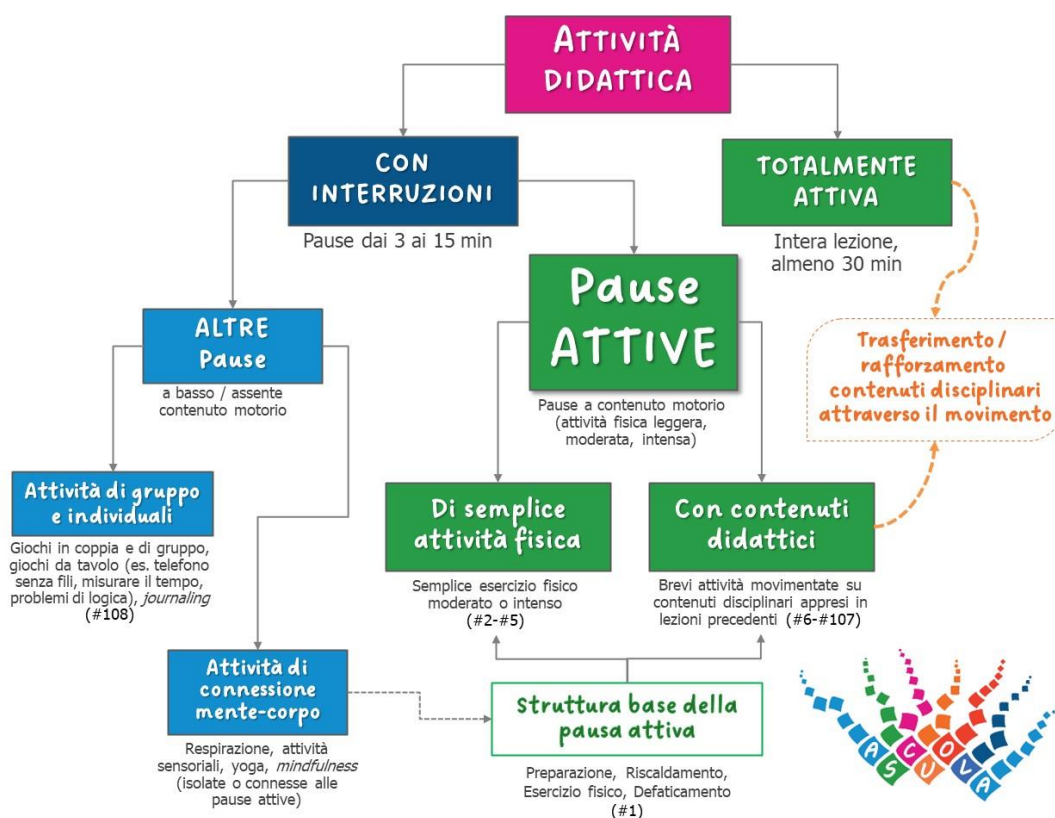 ATTIVITÀ
DIDATTICA
CON
INTERRUZIONI
Pause dai 3 ai 15 min
TOTALMENTE
ATTIVA
Intera lezione,
almeno 30 min
ALTRE
Pause
a basso / assente
contenuto motorio
Pause
ATTIVE
Pause a contenuto motorio
(attività fisica leggera,
moderata, intensa)
Trasferimento /
rafforzamento
contenuti disciplinari
attraverso il movimento
Attività di gruppo
e individuali
Giochi in coppia e di gruppo,
giochi da tavolo (es. telefono
senza fili, misurare il tempo,
problemi di logica), journaling
(#108)
Di semplice
attività fisica
Semplice esercizio fisico
moderato o intenso
(#2-#5)
Con contenuti
didattici
Brevi attività movimentate su
contenuti disciplinari appresi in
lezioni precedenti (#6-#107)
Attività di
connessione
mente-corpo
Respirazione, attività
sensoriali, yoga, mindfulness
(isolate o connesse alle
pause attive)
Struttura base della
pausa attiva
Preparazione, Riscaldamento,
Esercizio fisico, Defaticamento
(#1)
A S C U O V A